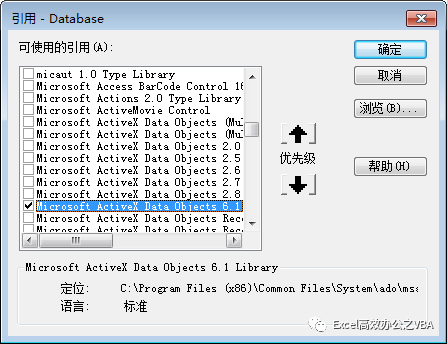 引用 - Database
可使用的引用(A):
micaut 1.0 Type Library
Microsoft Access BarCode Control 1
Microsoft Actions 2.0 Type Library
Microsoft ActiveMovie Control
Microsoft ActiveX Data Objects (Mul
Microsoft ActiveX Data Objects (Mul
Microsoft ActiveX Data Objects 2.0
Microsoft ActiveX Data Objects 2.5
Microsoft ActiveX Data Objects 2.6
Microsoft ActiveX Data Objects 2.7
Microsoft ActiveX Data Objects 2.8
Microsoft ActiveX Data Objects 6.1
Microsoft ActiveX Data Objects Reco
Microsoft ActiveX Data Objects Reco
优先级
确定
取消
浏览(B)...
帮助(H)
Microsoft ActiveX Data Objects 6.1 Library
定位: C:\Program Files (x86)\Common Files\System\ado\msa
语言: 标准
Excel高效办公之VBA